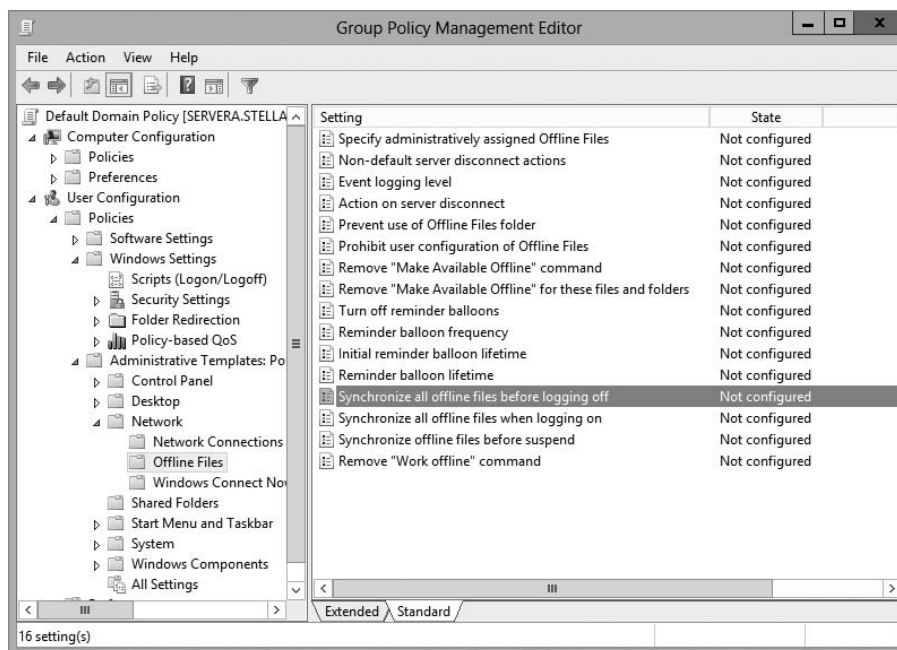 Group Policy Management Editor
File Action View Help
Default Domain Policy [SERVERA.STELLA
Computer Configuration
Policies
Preferences
User Configuration
Policies
Software Settings
Windows Settings
Scripts (Logon/Logoff)
Security Settings
Folder Redirection
Policy-based QoS
Administrative Templates: Po
Control Panel
Desktop
Network
Network Connections
Offline Files
Windows Connect Nov
Shared Folders
Start Menu and Taskbar
System
Windows Components
All Settings
Setting State
Specify administratively assigned Offline Files Not configured
Non-default server disconnect actions Not configured
Event logging level Not configured
Action on server disconnect Not configured
Prevent use of Offline Files folder Not configured
Prohibit user configuration of Offline Files Not configured
Remove "Make Available Offline" command Not configured
Remove "Make Available Offline" for these files and folders Not configured
Turn off reminder balloons Not configured
Reminder balloon frequency Not configured
Initial reminder balloon lifetime Not configured
Reminder balloon lifetime Not configured
Synchronize all offline files before logging off Not configured
Synchronize all offline files when logging on Not configured
Synchronize offline files before suspend Not configured
Remove "Work offline" command Not configured
Extended Standard
16 setting(s)